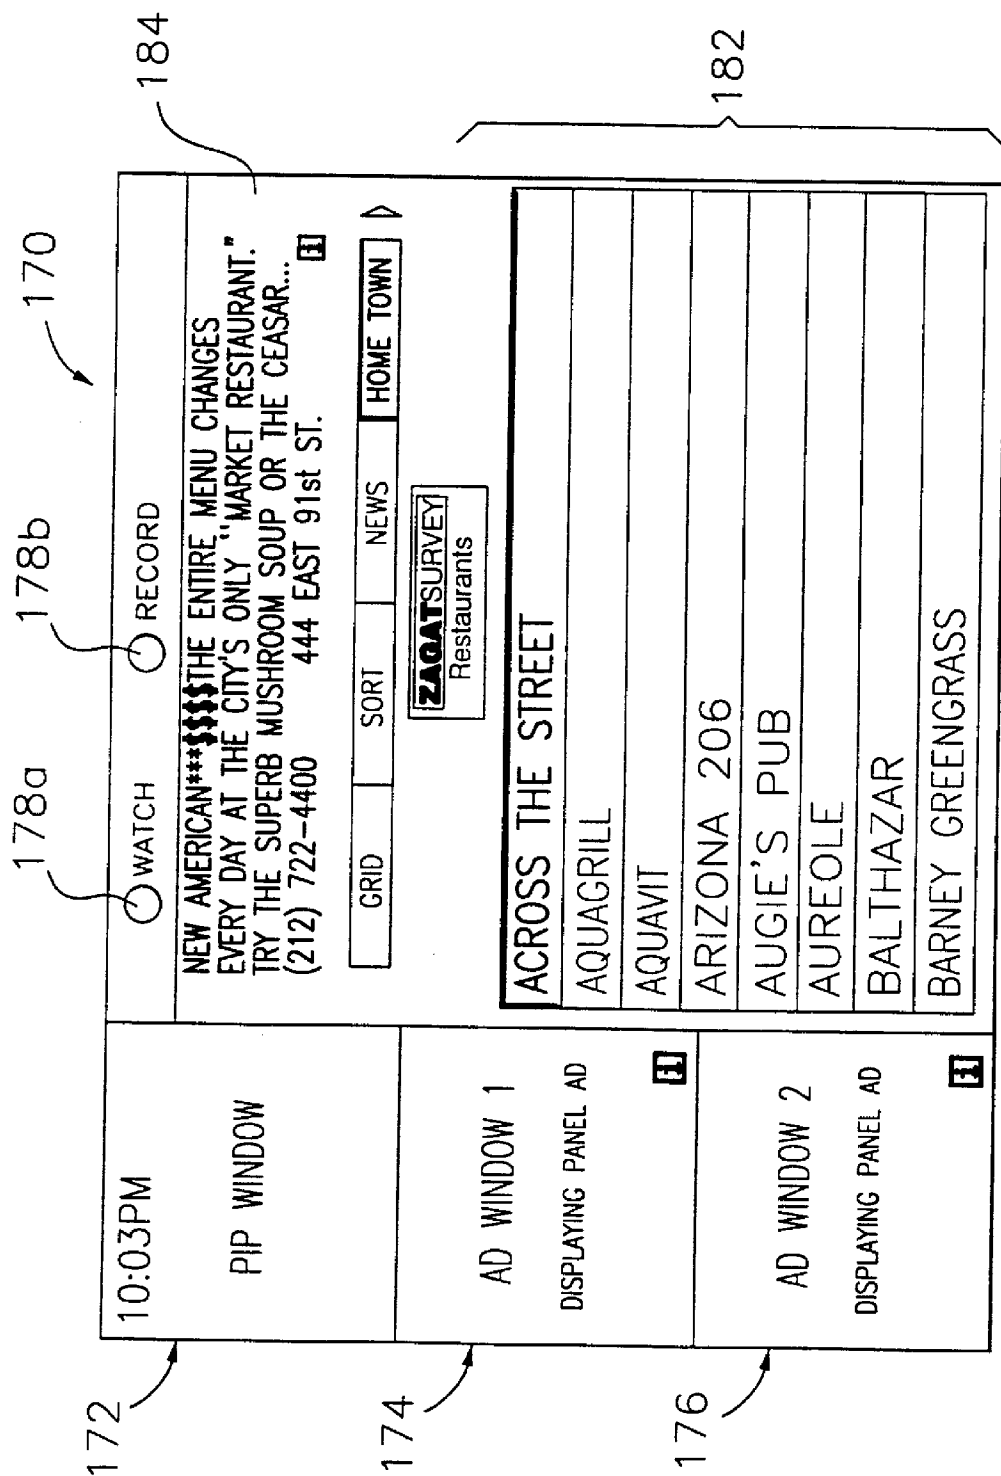 170
178a
178b
184
172
174
176
182
10:03PM
PIP WINDOW
AD WINDOW 1
DISPLAYING PANEL AD
i
AD WINDOW 2
DISPLAYING PANEL AD
i
WATCH RECORD
NEW AMERICAN***$$$$THE ENTIRE MENU CHANGES
EVERY DAY AT THE CITY'S ONLY "MARKET RESTAURANT."
TRY THE SUPERB MUSHROOM SOUP OR THE CEASAR...
(212) 722-4400 444 EAST 91st ST. i
GRID SORT NEWS HOME TOWN
ZAGATSURVEY
Restaurants
ACROSS THE STREET
AQUAGRILL
AQUAVIT
ARIZONA 206
AUGIE'S PUB
AUREOLE
BALTHAZAR
BARNEY GREENGRASS